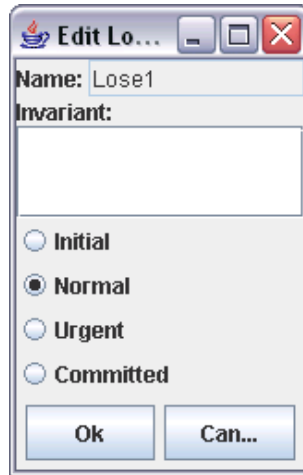 Edit Lo...
Name: Lose1
Invariant:
Initial
Normal
Urgent
Committed
Ok Can...